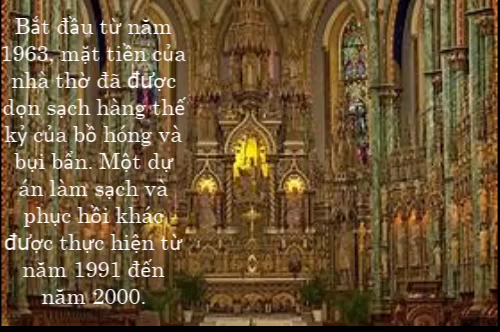 Bắt đầu từ năm
1963, mặt tiền của
nhà thờ đã được
dọn sạch hàng thế
kỷ của bồ hóng và
bụi bẩn. Một dự
án làm sạch và
phục hồi khác
được thực hiện từ
năm 1991 đến
năm 2000.